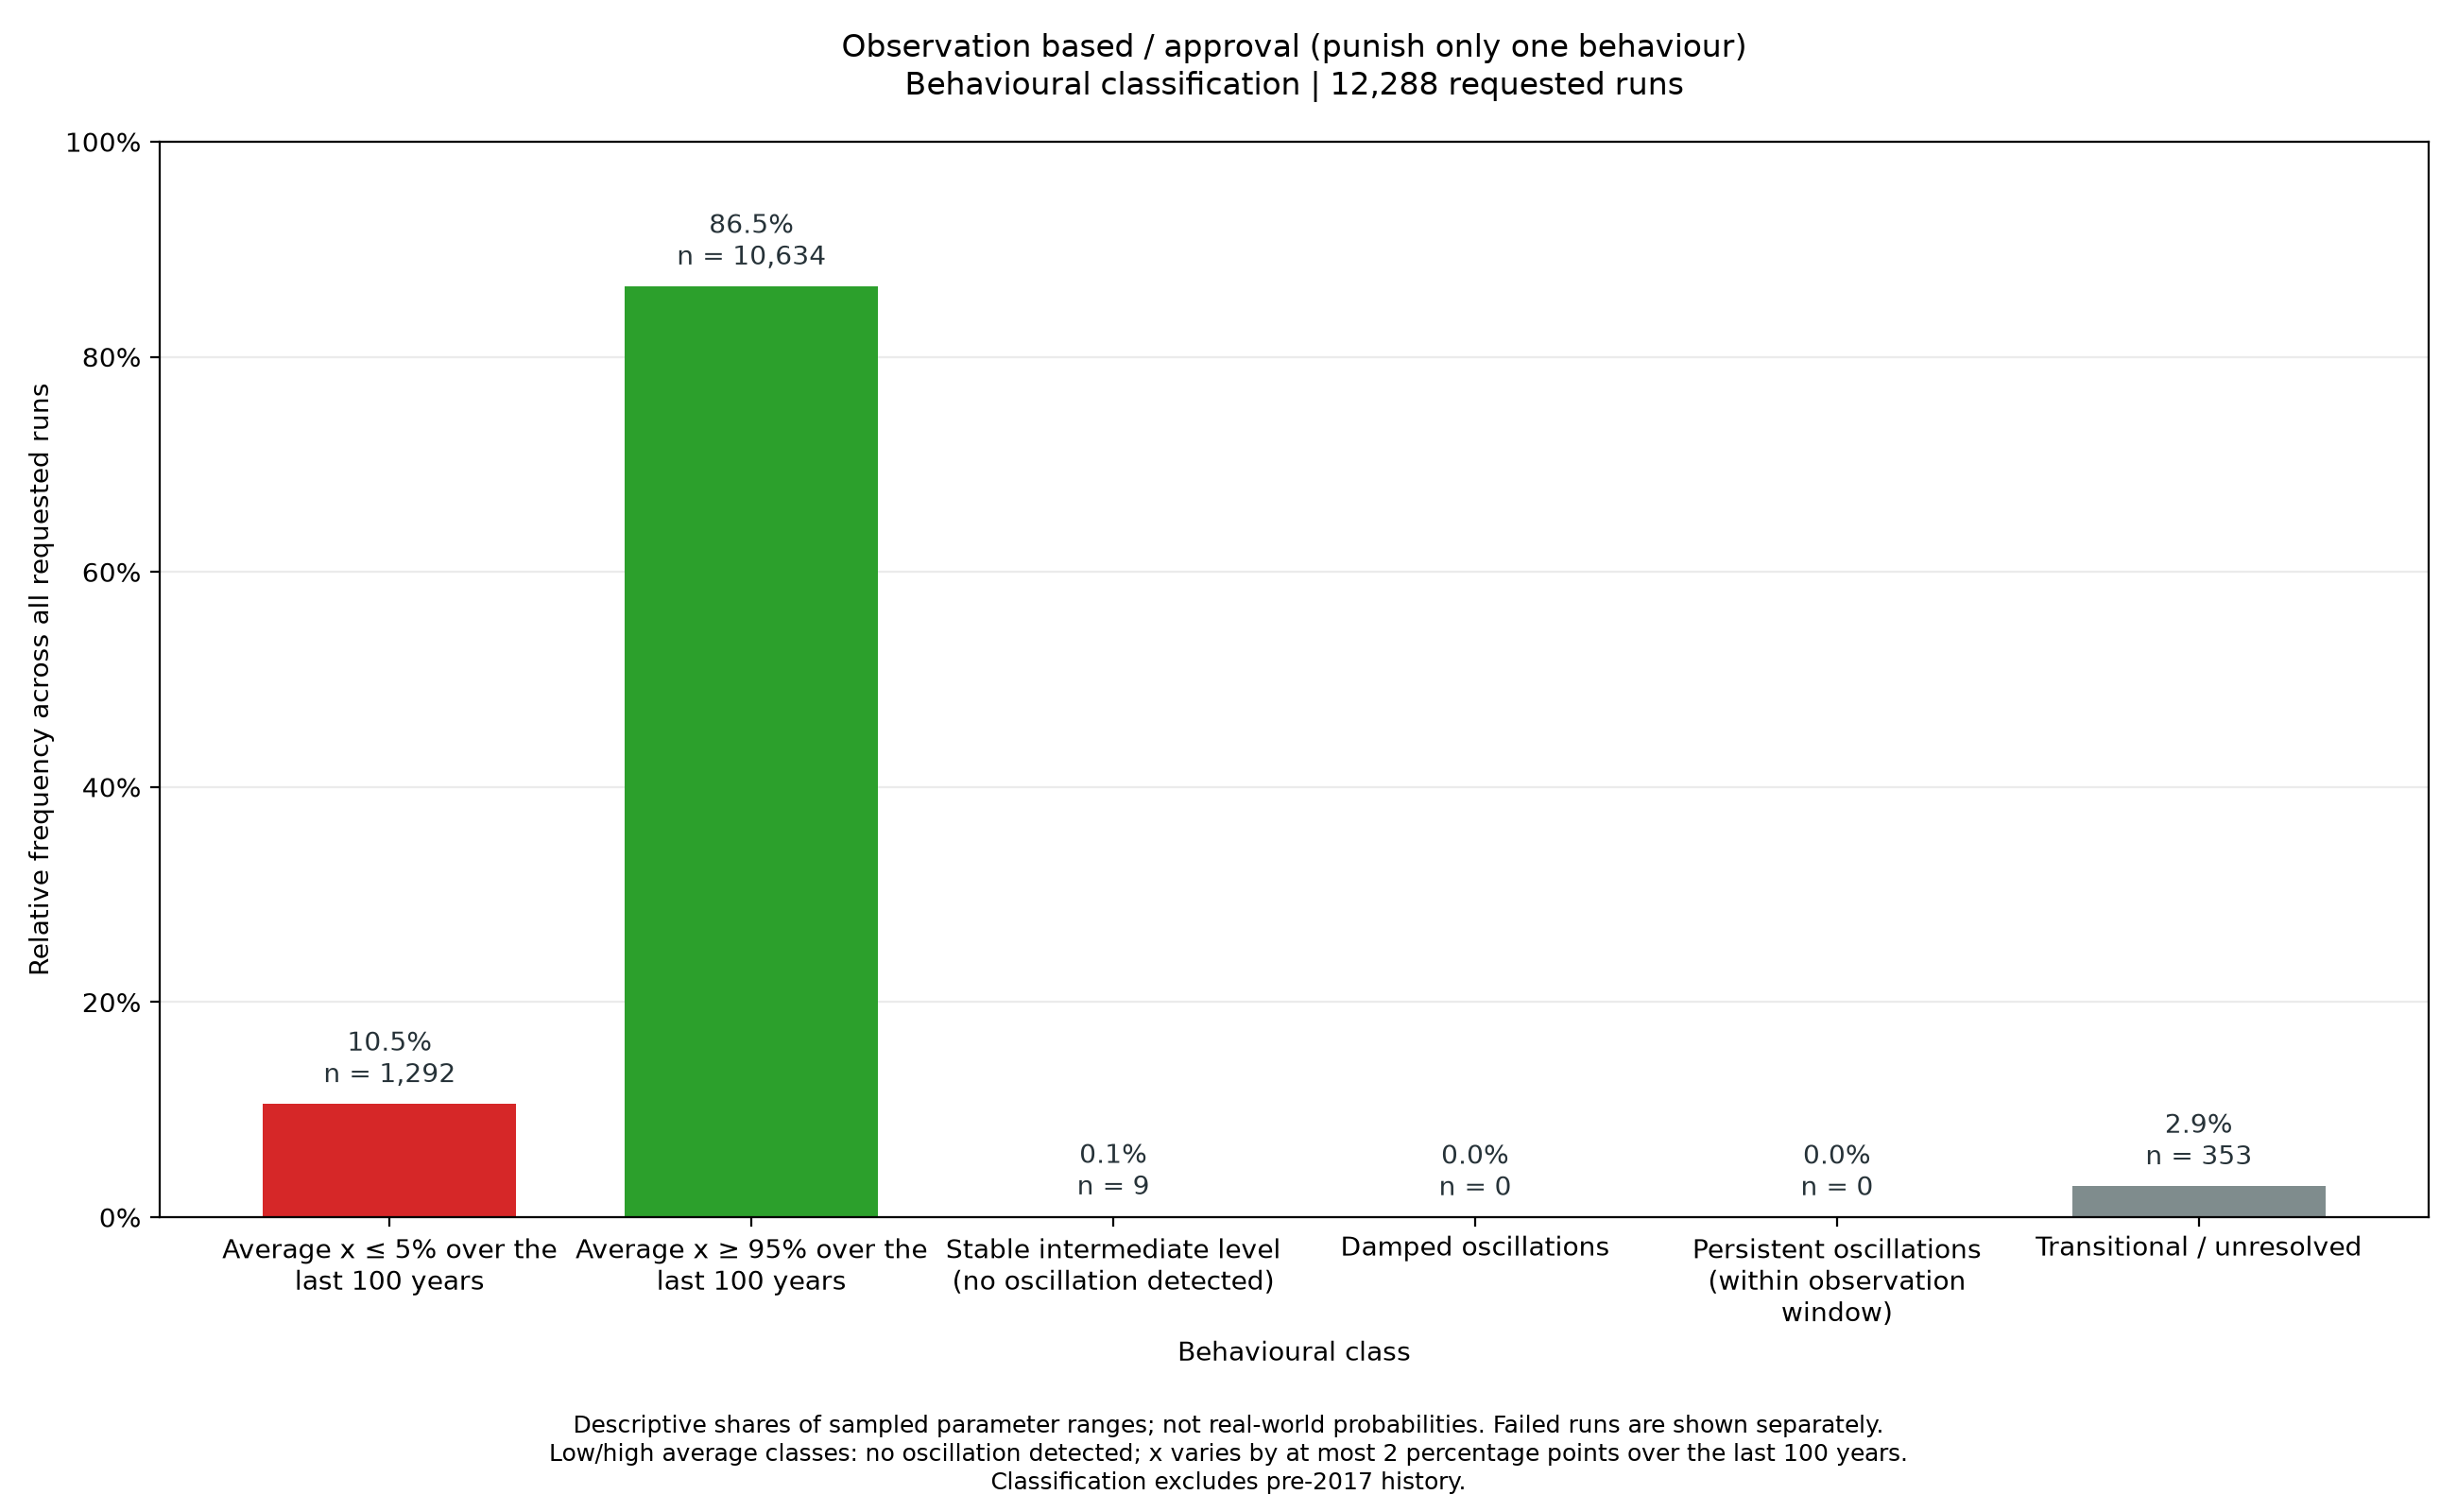 Observation based / approval (punish only one behaviour)
Behavioural classification | 12,288 requested runs
Relative frequency across all requested runs
100%
80%
60%
40%
20%
0%
10.5%
n = 1,292
86.5%
n = 10,634
0.1%
n = 9
0.0%
n = 0
0.0%
n = 0
2.9%
n = 353
Average x ≤ 5% over the
last 100 years
Average x ≥ 95% over the
last 100 years
Stable intermediate level
(no oscillation detected)
Damped oscillations
Persistent oscillations
(within observation
window)
Transitional / unresolved
Behavioural class
Descriptive shares of sampled parameter ranges; not real-world probabilities. Failed runs are shown separately.
Low/high average classes: no oscillation detected; x varies by at most 2 percentage points over the last 100 years.
Classification excludes pre-2017 history.